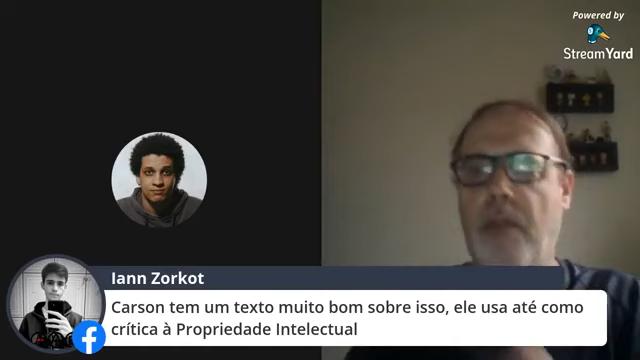 Powered by
StreamYard
Iann Zorkot
Carson tem um texto muito bom sobre isso, ele usa até como
crítica à Propriedade Intelectual